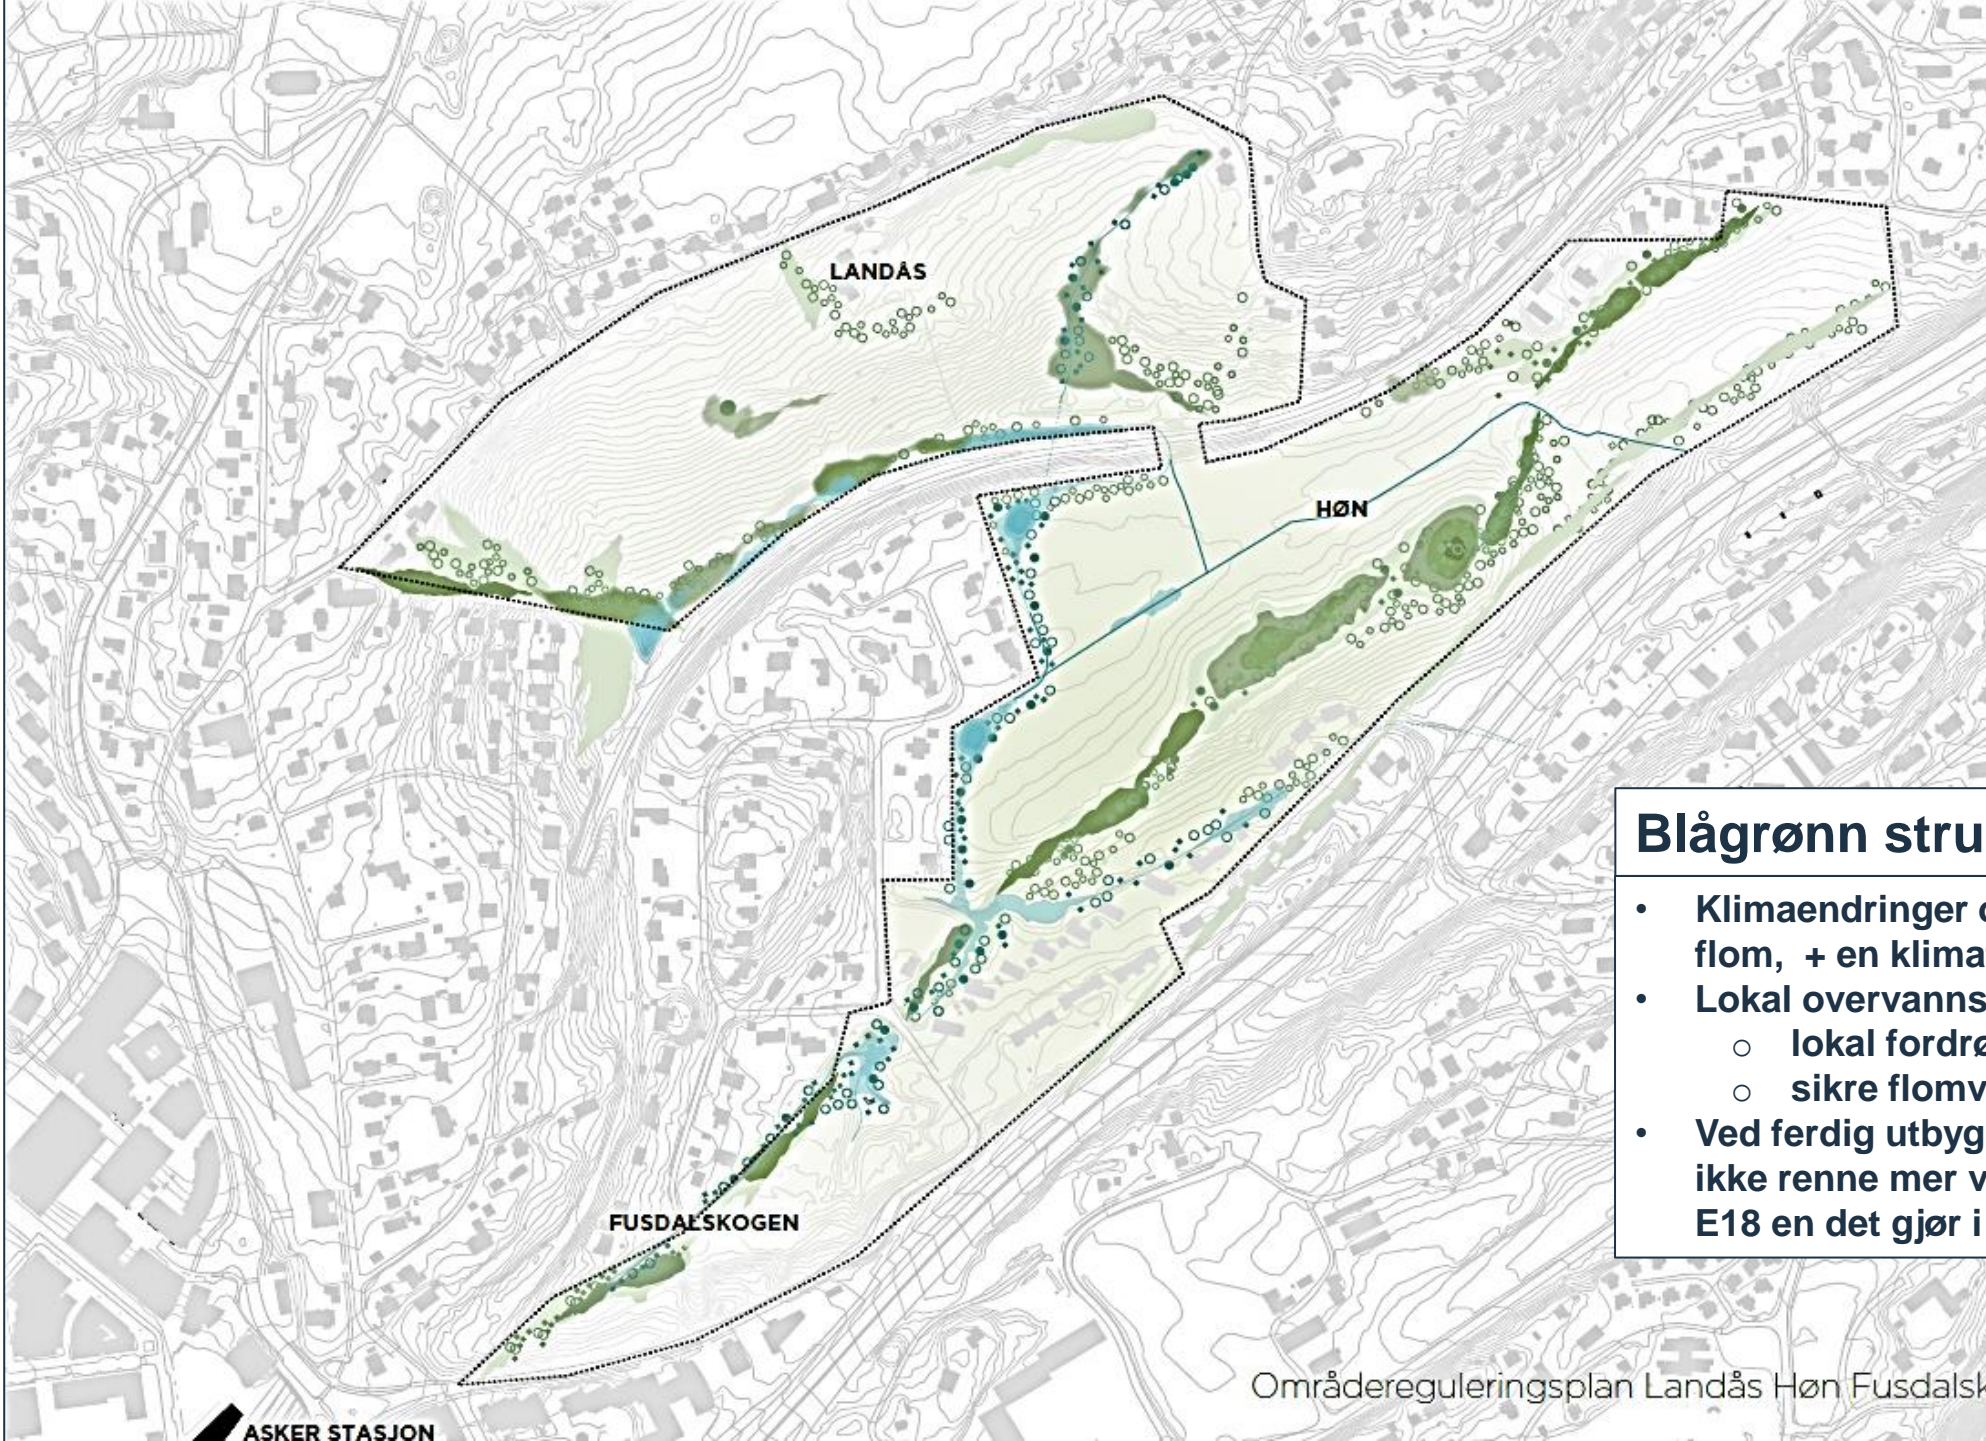 LANDÅS
HØN
Blågrønn stru
• Klimaendringer
flom, + en klima
• Lokal overvanns
o lokal fordrø
o sikre flomv
• Ved ferdig utbyg
ikke renne mer v
E18 en det gjør i
FUSDALSKOGEN
Områdereguleringsplan Landås Høn Fusdalsk
ASKER STASJON